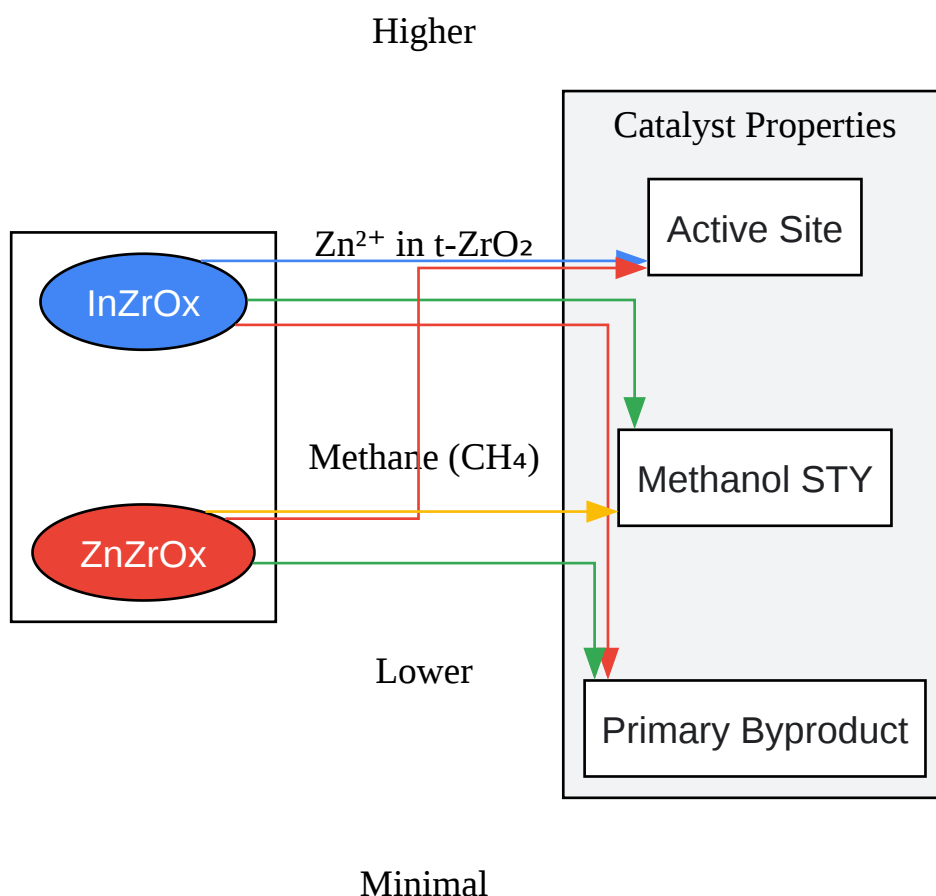 Higher
Catalyst Properties
Active Site
Zn²⁺ in t-ZrO₂
InZrOx
Methane (CH₄)
Methanol STY
ZnZrOx
Lower
Primary Byproduct
Minimal